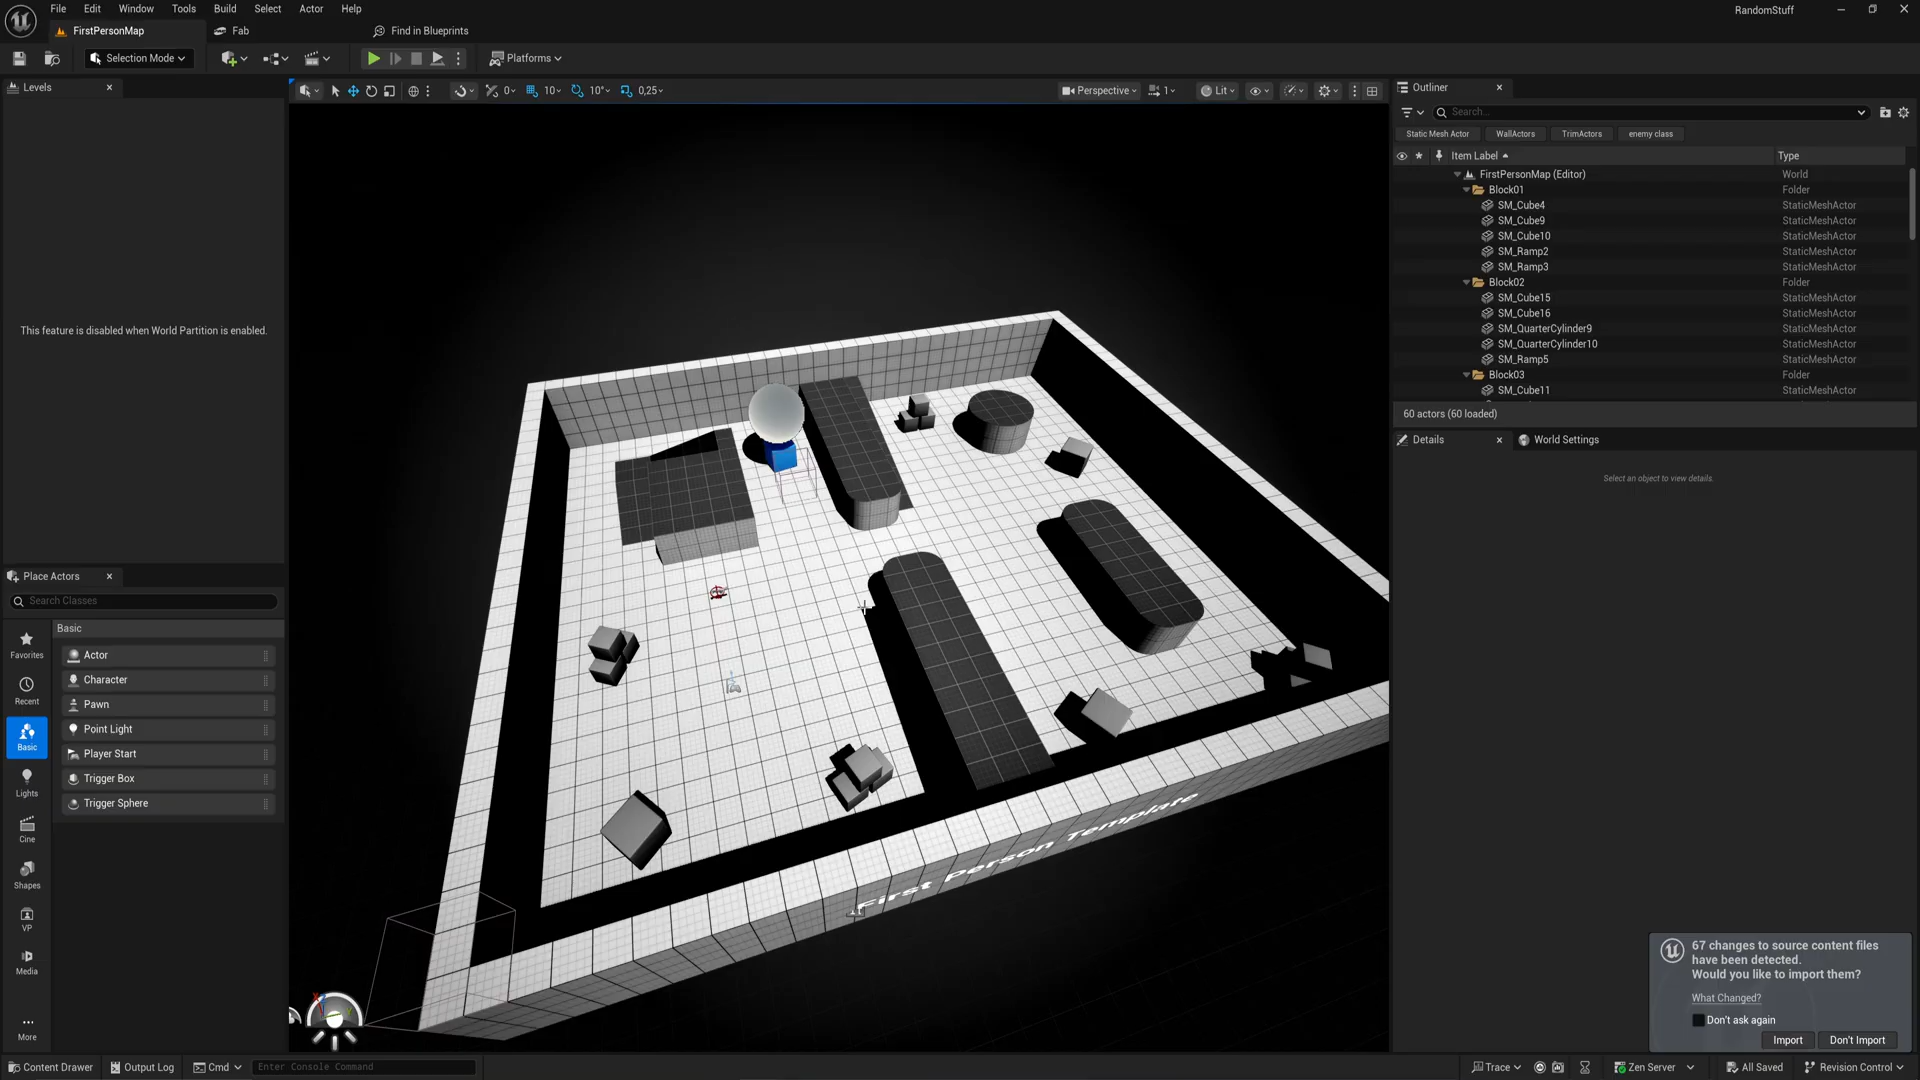 File Edit Window Tools Build Select Actor Help
RandomStuff
FirstPersonMap
Fab
Find in Blueprints
Selection Mode
Platforms
Levels
This feature is disabled when World Partition is enabled.
0
10
10°
0,25
Perspective
1
Lit
Outliner
Search...
Static Mesh Actor WallActors TrimActors enemy class
Item Label Type
FirstPersonMap (Editor) World
Block01 Folder
SM_Cube4 StaticMeshActor
SM_Cube9 StaticMeshActor
SM_Cube10 StaticMeshActor
SM_Ramp2 StaticMeshActor
SM_Ramp3 StaticMeshActor
Block02 Folder
SM_Cube15 StaticMeshActor
SM_Cube16 StaticMeshActor
SM_QuarterCylinder9 StaticMeshActor
SM_QuarterCylinder10 StaticMeshActor
SM_Ramp5 StaticMeshActor
Block03 Folder
SM_Cube11 StaticMeshActor
60 actors (60 loaded)
Details
World Settings
Select an object to view details.
Place Actors
Search Classes
Favorites
Recent
Basic
Lights
Cine
Shapes
VP
Media
More
Basic
Actor
Character
Pawn
Point Light
Player Start
Trigger Box
Trigger Sphere
First Person Template
67 changes to source content files
have been detected.
Would you like to import them?
What Changed?
Don't ask again
Import Don't Import
Content Drawer
Output Log
Cmd
Enter Console Command
Trace
Zen Server
All Saved
Revision Control